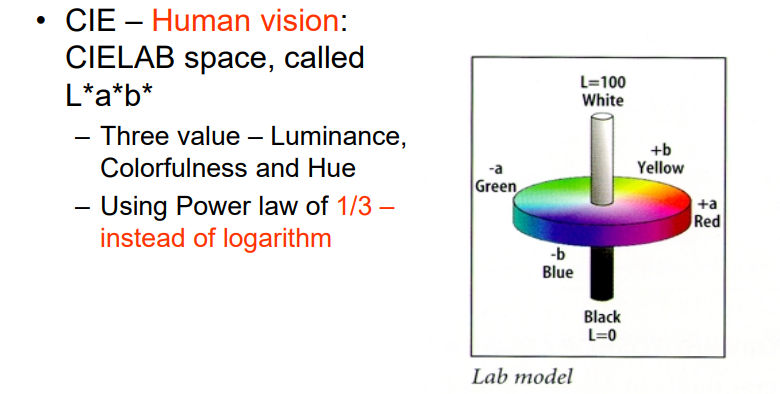 • CIE – Human vision:
CIELAB space, called
L*a*b*
– Three value – Luminance,
Colorfulness and Hue
– Using Power law of 1/3 –
instead of logarithm
L=100
White
+b
Yellow
-a
Green
+a
Red
-b
Blue
Black
L=0
Lab model